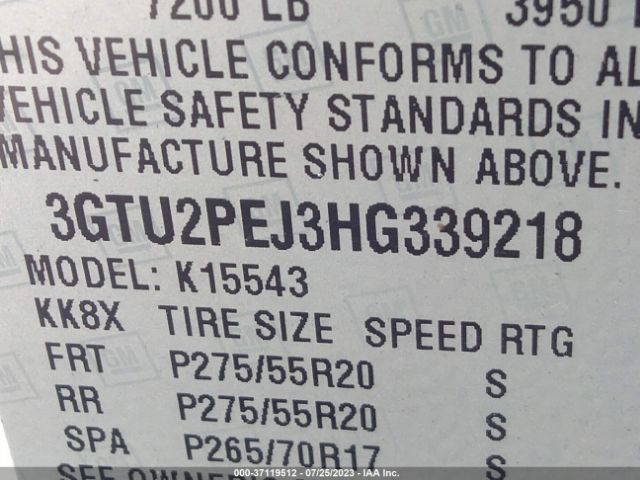 7200 LB 3950
THIS VEHICLE CONFORMS TO AL
VEHICLE SAFETY STANDARDS IN
MANUFACTURE SHOWN ABOVE.
3GTU2PEJ3HG339218
MODEL: K15543
KK8X TIRE SIZE SPEED RTG
FRT P275/55R20 S
RR P275/55R20 S
SPA P265/70R17 S
SEE OWNER
000-37119512 - 07/25/2023 - IAA Inc.